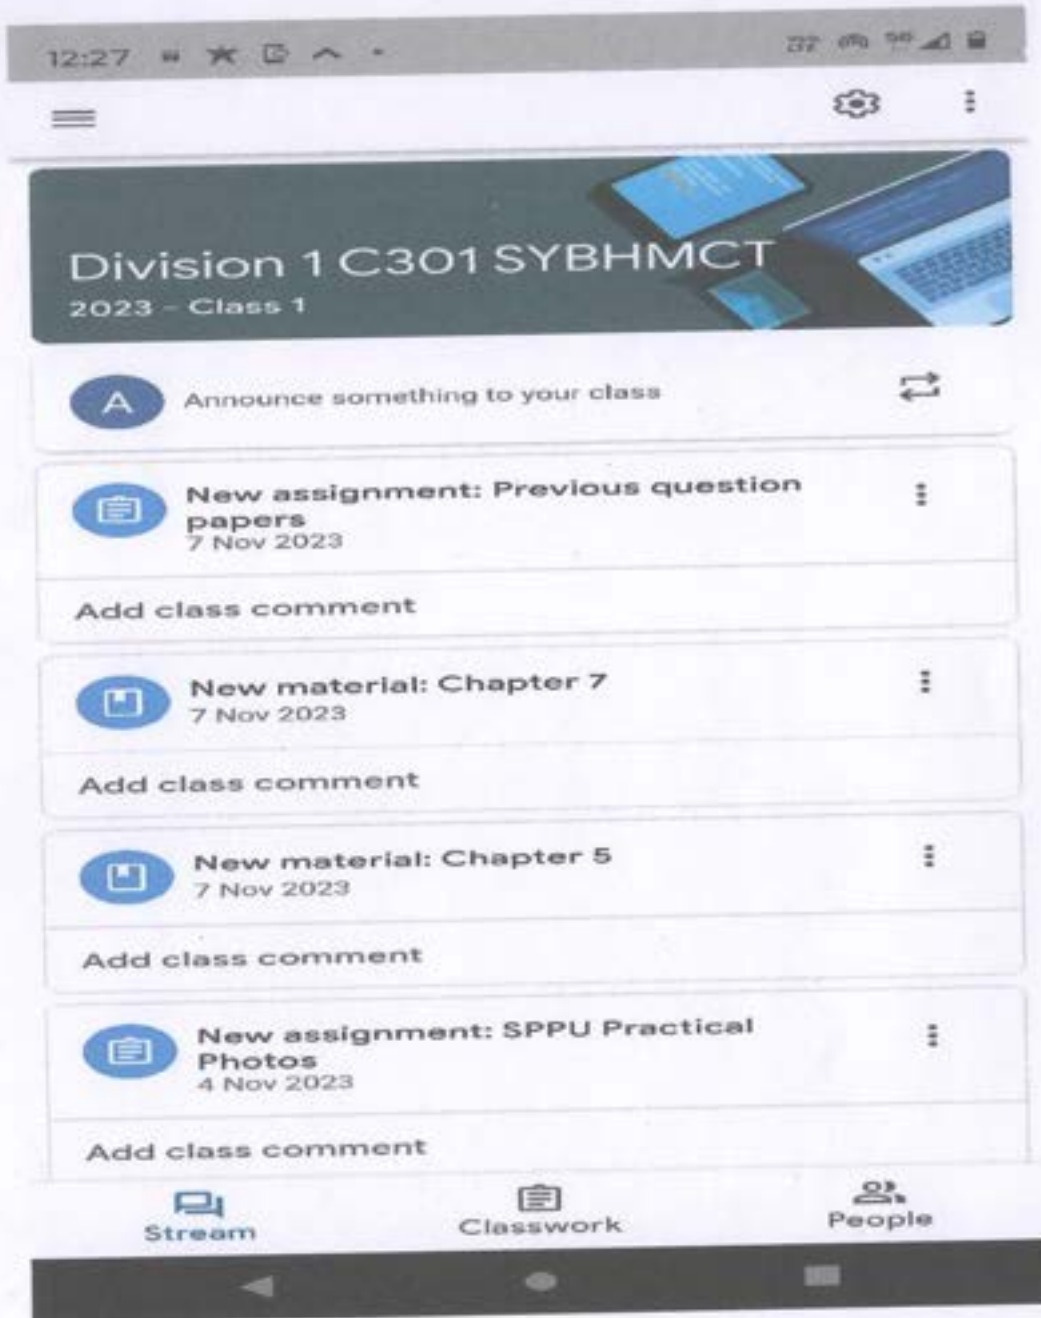 12:27
Division 1 C301 SYBHMCT
2023 - Class 1
A
Announce something to your class
New assignment: Previous question
papers
7 Nov 2023
Add class comment
New material: Chapter 7
7 Nov 2023
Add class comment
New material: Chapter 5
7 Nov 2023
Add class comment
New assignment: SPPU Practical
Photos
4 Nov 2023
Add class comment
Stream
Classwork
People